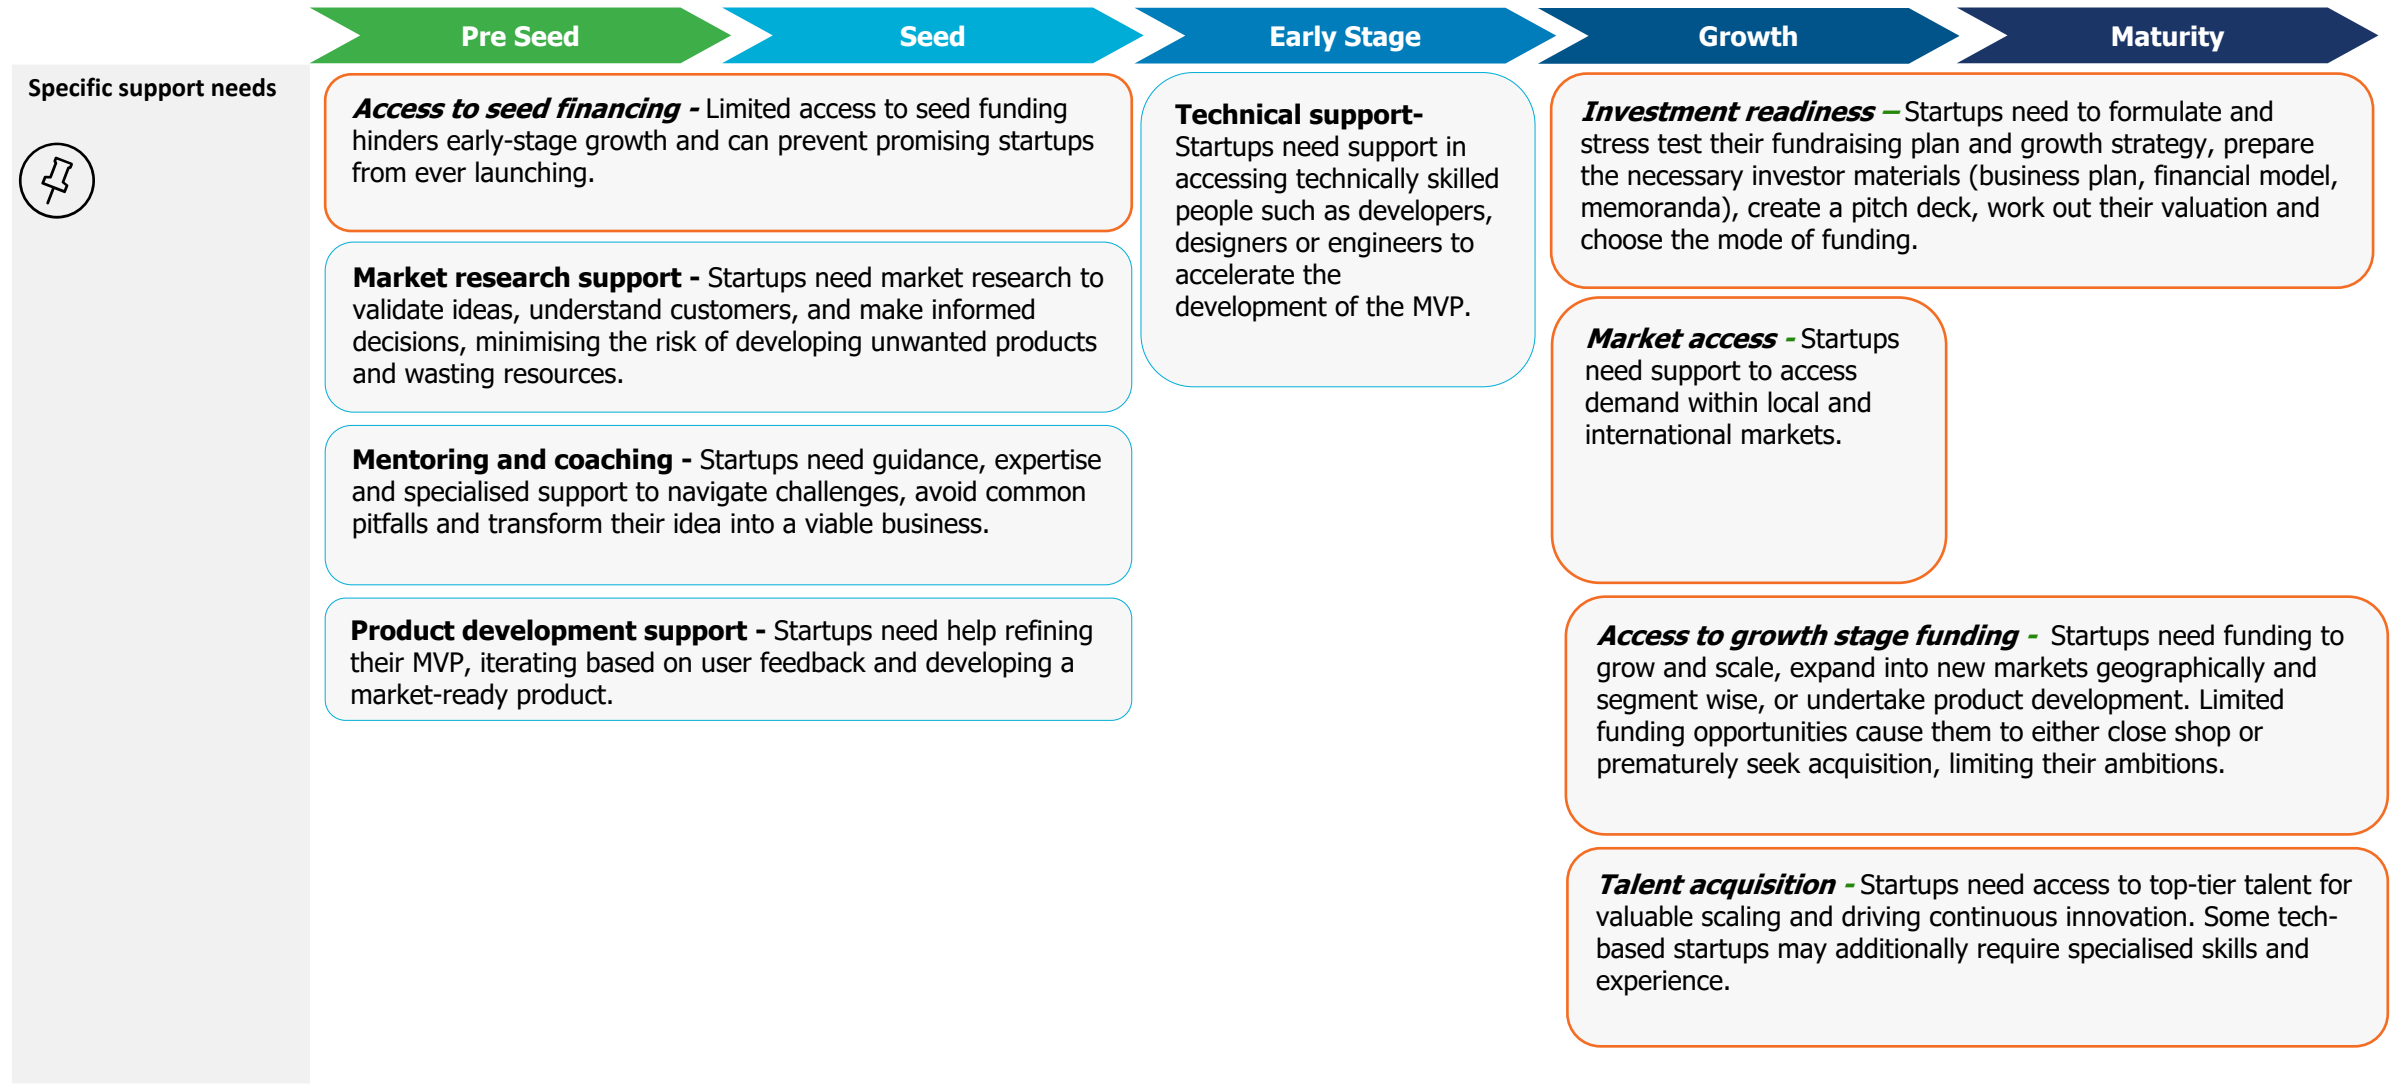 Pre Seed
Seed
Early Stage
Growth
Maturity
Specific support needs
Access to seed financing - Limited access to seed funding
hinders early-stage growth and can prevent promising startups
from ever launching.
Market research support - Startups need market research to
validate ideas, understand customers, and make informed
decisions, minimising the risk of developing unwanted products
and wasting resources.
Mentoring and coaching - Startups need guidance, expertise
and specialised support to navigate challenges, avoid common
pitfalls and transform their idea into a viable business.
Product development support - Startups need help refining
their MVP, iterating based on user feedback and developing a
market-ready product.
Technical support-
Startups need support in
accessing technically skilled
people such as developers,
designers or engineers to
accelerate the
development of the MVP.
Investment readiness – Startups need to formulate and
stress test their fundraising plan and growth strategy, prepare
the necessary investor materials (business plan, financial model,
memoranda), create a pitch deck, work out their valuation and
choose the mode of funding.
Market access - Startups
need support to access
demand within local and
international markets.
Access to growth stage funding - Startups need funding to
grow and scale, expand into new markets geographically and
segment wise, or undertake product development. Limited
funding opportunities cause them to either close shop or
prematurely seek acquisition, limiting their ambitions.
Talent acquisition - Startups need access to top-tier talent for
valuable scaling and driving continuous innovation. Some tech-
based startups may additionally require specialised skills and
experience.